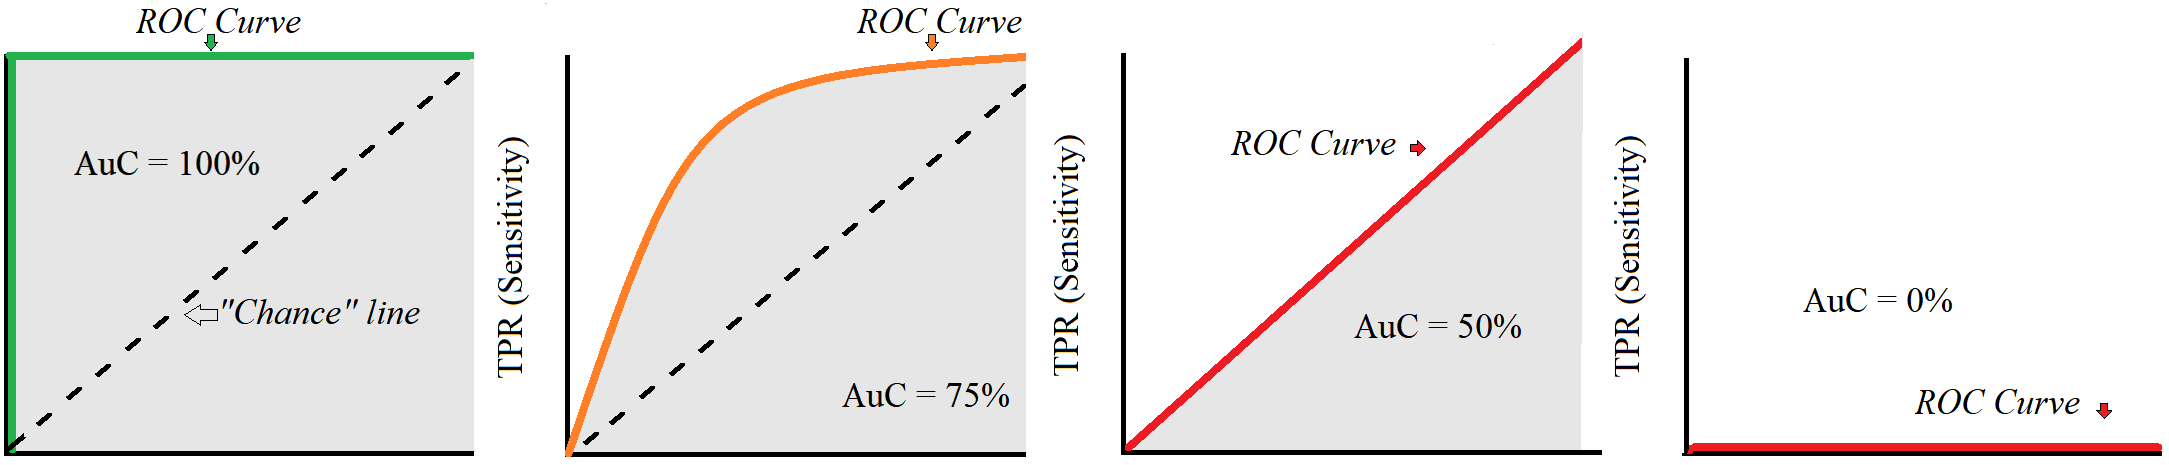 ROC Curve
AuC = 100%
"Chance" line
TPR (Sensitivity)
ROC Curve
AuC = 75%
TPR (Sensitivity)
ROC Curve
AuC = 50%
TPR (Sensitivity)
AuC = 0%
ROC Curve